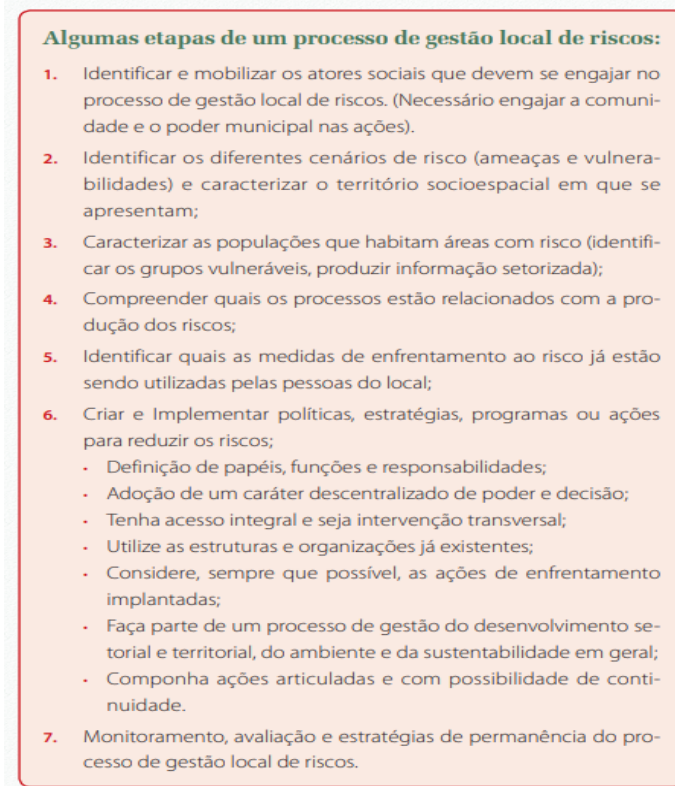 Algumas etapas de um processo de gestão local de riscos:
1. Identificar e mobilizar os atores sociais que devem se engajar no
processo de gestão local de riscos. (Necessário engajar a comuni-
dade e o poder municipal nas ações).
2. Identificar os diferentes cenários de risco (ameaças e vulnera-
bilidades) e caracterizar o território socioespacial em que se
apresentam;
3. Caracterizar as populações que habitam áreas com risco (identifi-
car os grupos vulneráveis, produzir informação setorizada);
4. Compreender quais os processos estão relacionados com a pro-
dução dos riscos;
5. Identificar quais as medidas de enfrentamento ao risco já estão
sendo utilizadas pelas pessoas do local;
6. Criar e Implementar políticas, estratégias, programas ou ações
para reduzir os riscos;
• Definição de papéis, funções e responsabilidades;
• Adoção de um caráter descentralizado de poder e decisão;
• Tenha acesso integral e seja intervenção transversal;
• Utilize as estruturas e organizações já existentes;
• Considere, sempre que possível, as ações de enfrentamento
implantadas;
• Faça parte de um processo de gestão do desenvolvimento se-
torial e territorial, do ambiente e da sustentabilidade em geral;
• Componha ações articuladas e com possibilidade de conti-
nuidade.
7. Monitoramento, avaliação e estratégias de permanência do pro-
cesso de gestão local de riscos.